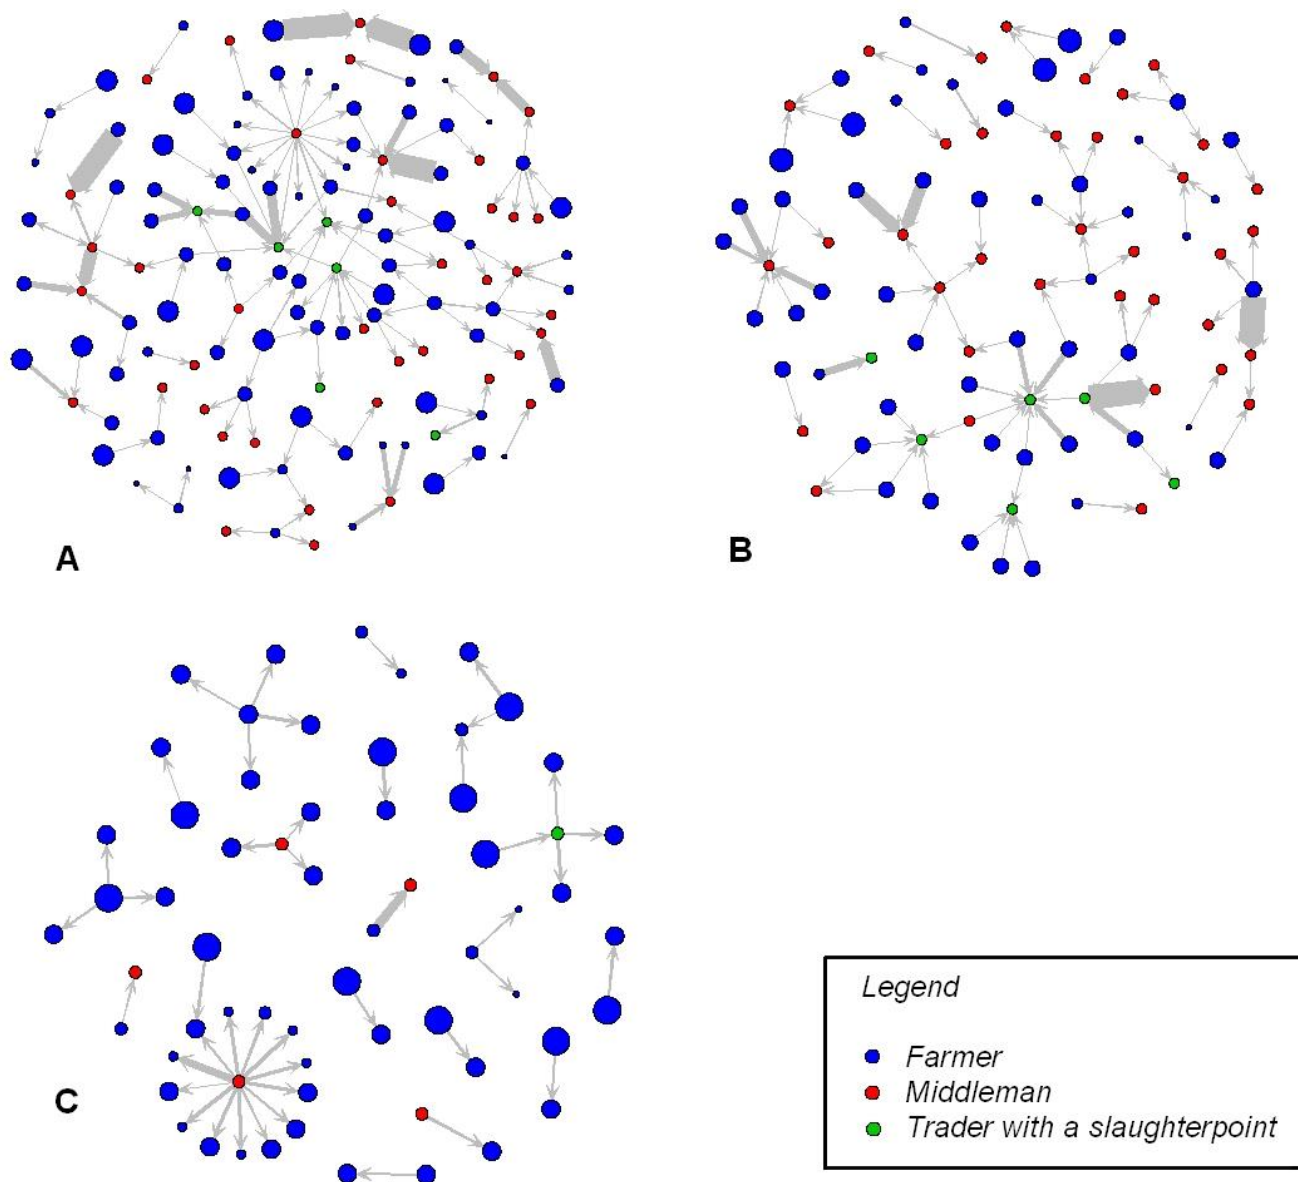 A
B
C
Legend
Farmer
Middleman
Trader with a slaughterpoint